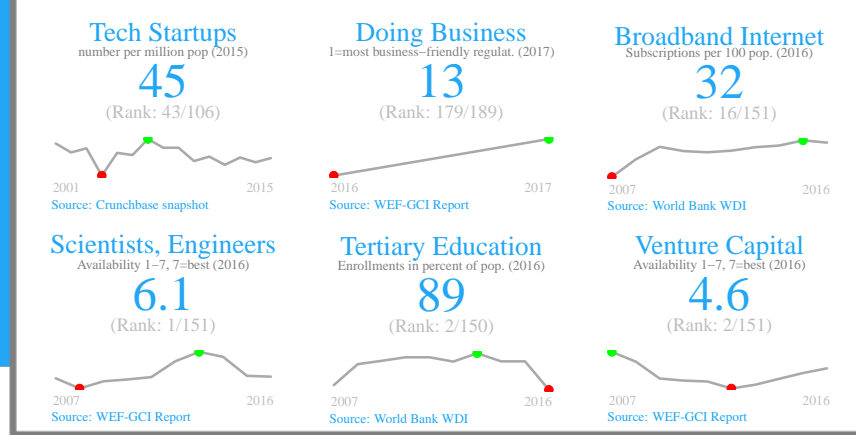 Tech Startups
number per million pop (2015)
45
(Rank: 43/106)
2001 2015
Source: Crunchbase snapshot
Doing Business
1=most business−friendly regulat. (2017)
13
(Rank: 179/189)
2016 2017
Source: WEF-GCI Report
Broadband Internet
Subscriptions per 100 pop. (2016)
32
(Rank: 16/151)
2007 2016
Source: World Bank WDI
Scientists, Engineers
Availability 1−7, 7=best (2016)
6.1
(Rank: 1/151)
2007 2016
Source: WEF-GCI Report
Tertiary Education
Enrollments in percent of pop. (2016)
89
(Rank: 2/150)
2007 2016
Source: World Bank WDI
Venture Capital
Availability 1−7, 7=best (2016)
4.6
(Rank: 2/151)
2007 2016
Source: WEF-GCI Report